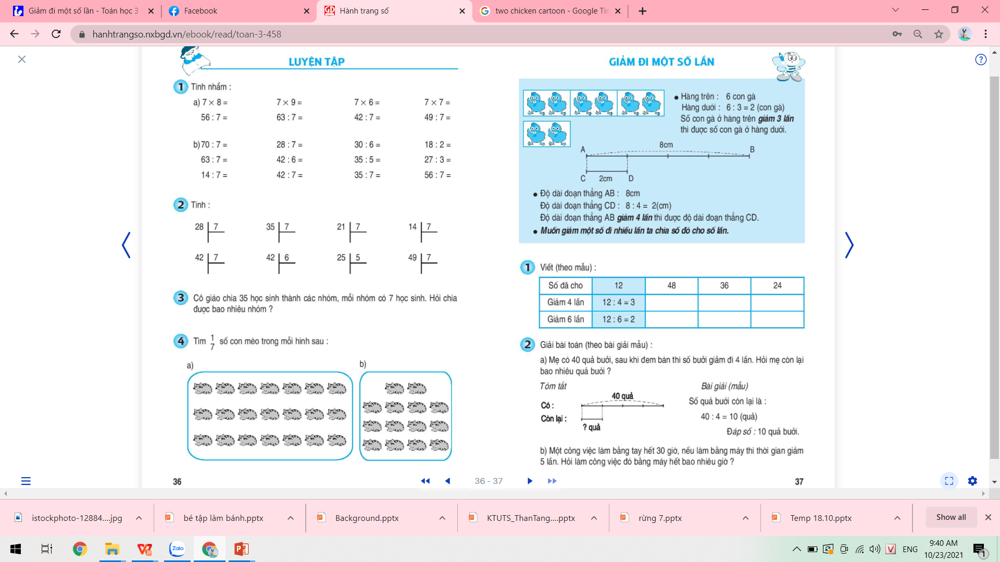 Giảm đi một số lần - Toán học 3
Facebook
Hành trang số
two chicken cartoon - Google Tìm
hanhtrangso.nxbgd.vn/ebook/read/toan-3-458
LUYỆN TẬP
1 Tính nhẩm :
a) 7 × 8 = 7 × 9 = 7 × 6 = 7 × 7 =
56 : 7 = 63 : 7 = 42 : 7 = 49 : 7 =
b) 70 : 7 = 28 : 7 = 30 : 6 = 18 : 2 =
63 : 7 = 42 : 6 = 35 : 5 = 27 : 3 =
14 : 7 = 42 : 7 = 35 : 7 = 56 : 7 =
2 Tính :
28 7 35 7 21 7 14 7
42 7 42 6 25 5 49 7
3 Cô giáo chia 35 học sinh thành các nhóm, mỗi nhóm có 7 học sinh. Hỏi chia
được bao nhiêu nhóm ?
4 Tìm 1/7 số con mèo trong mỗi hình sau :
a) b)
36
GIẢM ĐI MỘT SỐ LẦN
● Hàng trên : 6 con gà
Hàng dưới : 6 : 3 = 2 (con gà)
Số con gà ở hàng trên giảm 3 lần
thì được số con gà ở hàng dưới.
8cm
A B
C 2cm D
● Độ dài đoạn thẳng AB : 8cm
Độ dài đoạn thẳng CD : 8 : 4 = 2(cm)
Độ dài đoạn thẳng AB giảm 4 lần thì được độ dài đoạn thẳng CD.
● Muốn giảm một số đi nhiều lần ta chia số đó cho số lần.
1 Viết (theo mẫu) :
Số đã cho 12 48 36 24
Giảm 4 lần 12 : 4 = 3
Giảm 6 lần 12 : 6 = 2
2 Giải bài toán (theo bài giải mẫu) :
a) Mẹ có 40 quả bưởi, sau khi đem bán thì số bưởi giảm đi 4 lần. Hỏi mẹ còn lại
bao nhiêu quả bưởi ?
Tóm tắt
40 quả
Có :
Còn lại :
? quả
Bài giải (mẫu)
Số quả bưởi còn lại là :
40 : 4 = 10 (quả)
Đáp số : 10 quả bưởi.
b) Một công việc làm bằng tay hết 30 giờ, nếu làm bằng máy thì thời gian giảm
5 lần. Hỏi làm công việc đó bằng máy hết bao nhiêu giờ ?
37
36 - 37
istockphoto-12884....jpg
bé tập làm bánh.pptx
Background.pptx
KTUTS_ThanTang....pptx
rừng 7.pptx
Temp 18.10.pptx
Show all
Zalo
ENG
9:40 AM
10/23/2021
1